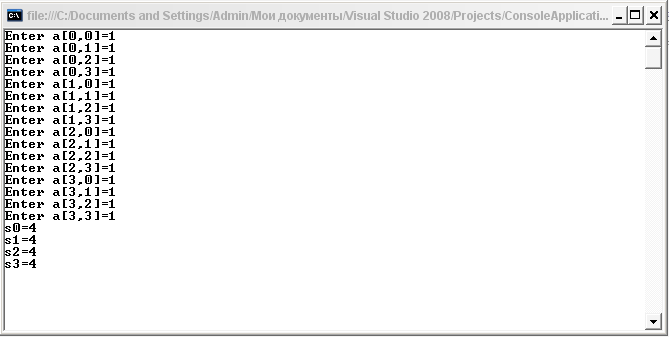 file:///C:/Documents and Settings/Admin/Мои документы/Visual Studio 2008/Projects/ConsoleApplicati...
Enter a[0,0]=1
Enter a[0,1]=1
Enter a[0,2]=1
Enter a[0,3]=1
Enter a[1,0]=1
Enter a[1,1]=1
Enter a[1,2]=1
Enter a[1,3]=1
Enter a[2,0]=1
Enter a[2,1]=1
Enter a[2,2]=1
Enter a[2,3]=1
Enter a[3,0]=1
Enter a[3,1]=1
Enter a[3,2]=1
Enter a[3,3]=1
s0=4
s1=4
s2=4
s3=4